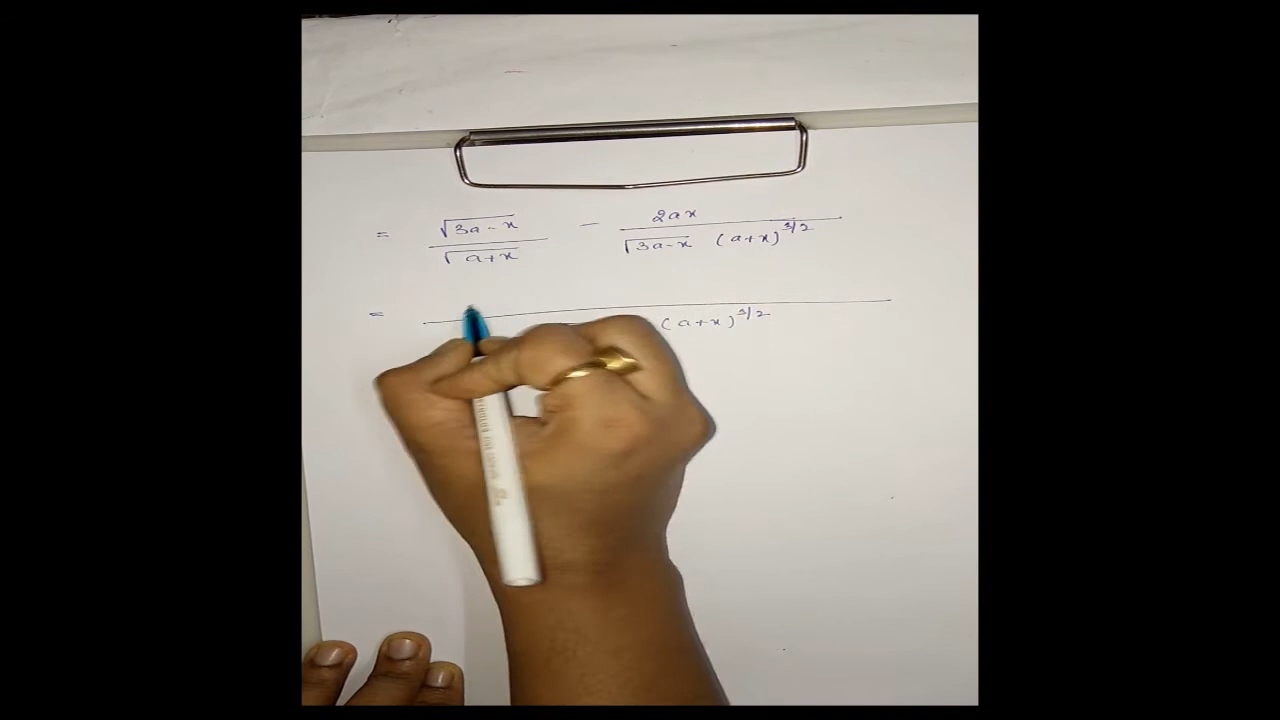 = √3a-x / √a+x - 2ax / √3a-x (a+x)^3/2
= (a+x)^3/2